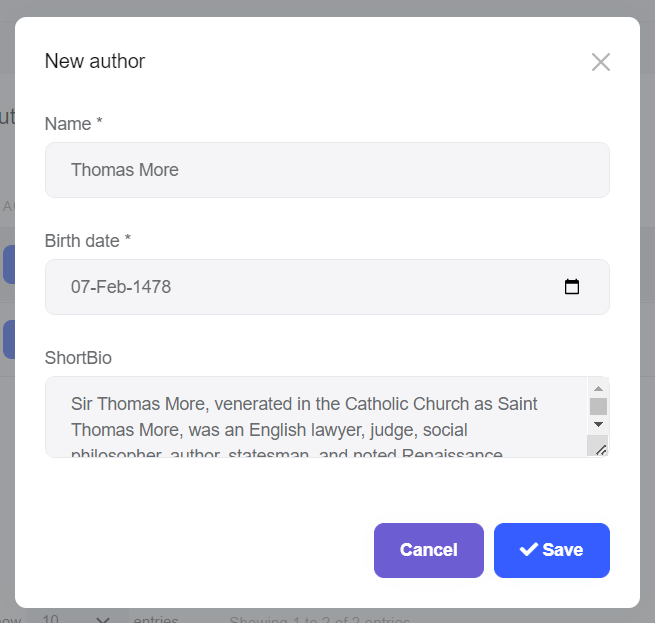 New author
Name *
Thomas More
Birth date *
07-Feb-1478
ShortBio
Sir Thomas More, venerated in the Catholic Church as Saint
Thomas More, was an English lawyer, judge, social
philosopher, author, statesman, and noted Renaissance
Cancel
Save
10
entries
Showing 1 to 2 of 2 entries